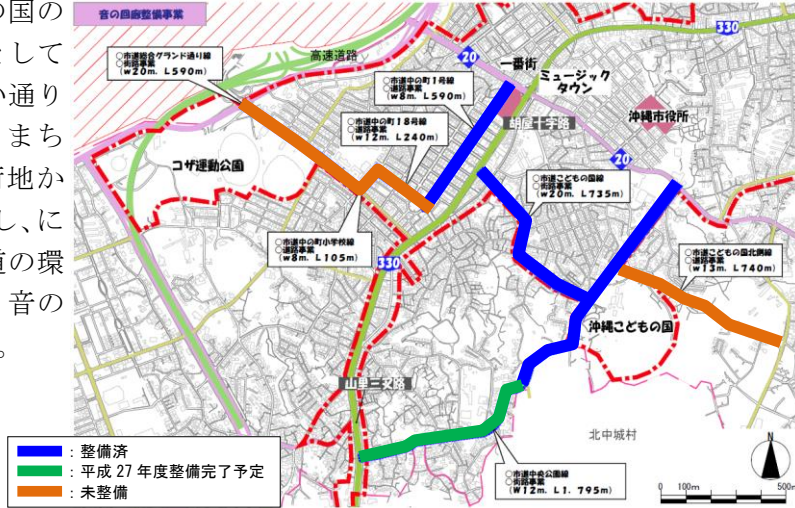 の国の
として
い通り
まち
街地か
し、に
道の環
音の
。
音の回廊整備事業
高速道路
330
○市道総合グランド通り線
○街路事業
(w20m. L590m)
20
一番街
ミュージック
タウン
○市道中の町1号線
○道路事業
(w8m. L590m)
胡屋十字路
沖縄市役所
○市道中の町18号線
○道路事業
(w12m. L240m)
コザ運動公園
20
○市道こどもの国線
○街路事業
(w20m. L735m)
○市道中の町小学校線
○道路事業
(w8m. L105m)
330
○市道こどもの国北側線
○道路事業
(w13m. L740m)
沖縄こどもの国
山里三叉路
北中城村
○市道中央公園線
○街路事業
(W12m. L1. 795m)
N
0 100m 500m
:整備済
:平成 27 年度整備完了予定
:未整備